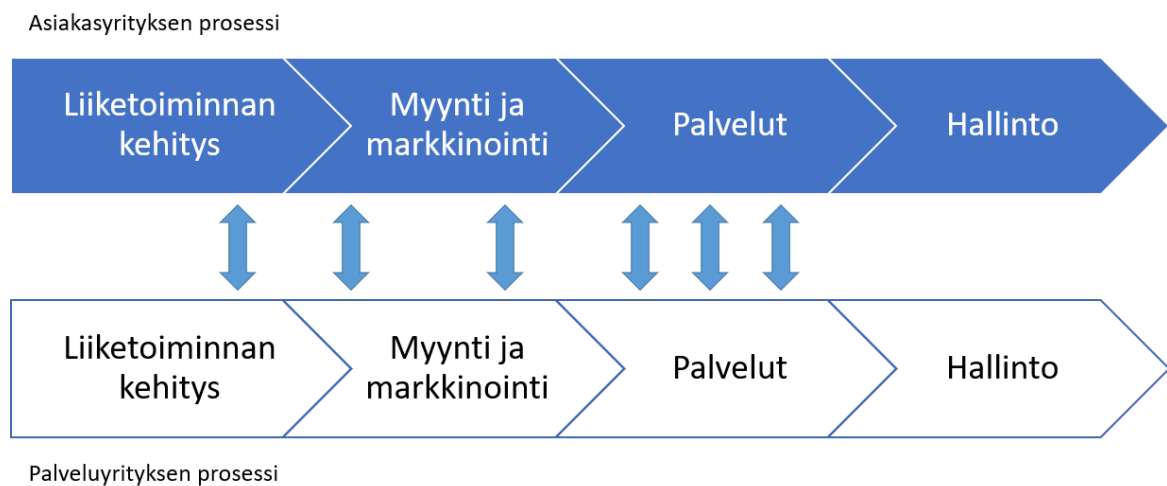 Asiakasyrityksen prosessi
Liiketoiminnan
kehitys
Myynti ja
markkinointi
Palvelut
Hallinto
Liiketoiminnan
kehitys
Myynti ja
markkinointi
Palvelut
Hallinto
Palveluyrityksen prosessi